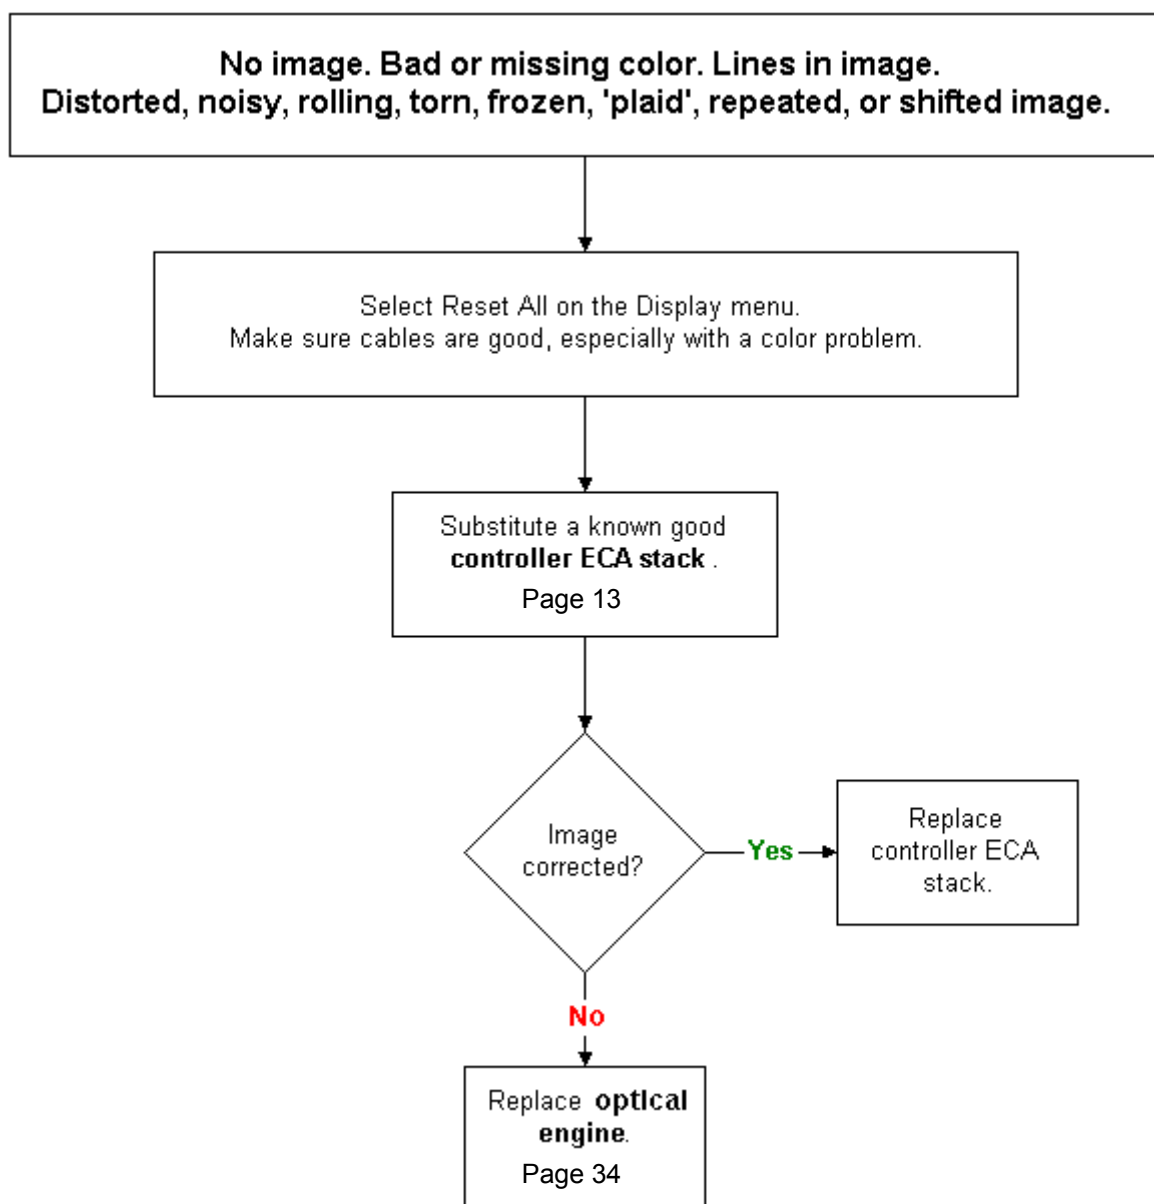 No image. Bad or missing color. Lines in image.
Distorted, noisy, rolling, torn, frozen, 'plaid', repeated, or shifted image.
Select Reset All on the Display menu.
Make sure cables are good, especially with a color problem.
Substitute a known good
controller ECA stack .
Page 13
Image
corrected?
Yes
Replace
controller ECA
stack.
No
Replace optical
engine.
Page 34